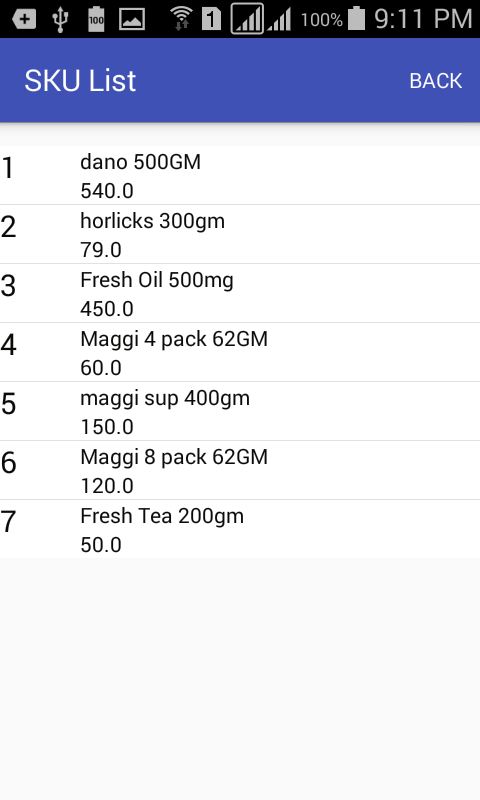 100 1 100% 9:11 PM
SKU List BACK
1 dano 500GM
540.0
2 horlicks 300gm
79.0
3 Fresh Oil 500mg
450.0
4 Maggi 4 pack 62GM
60.0
5 maggi sup 400gm
150.0
6 Maggi 8 pack 62GM
120.0
7 Fresh Tea 200gm
50.0